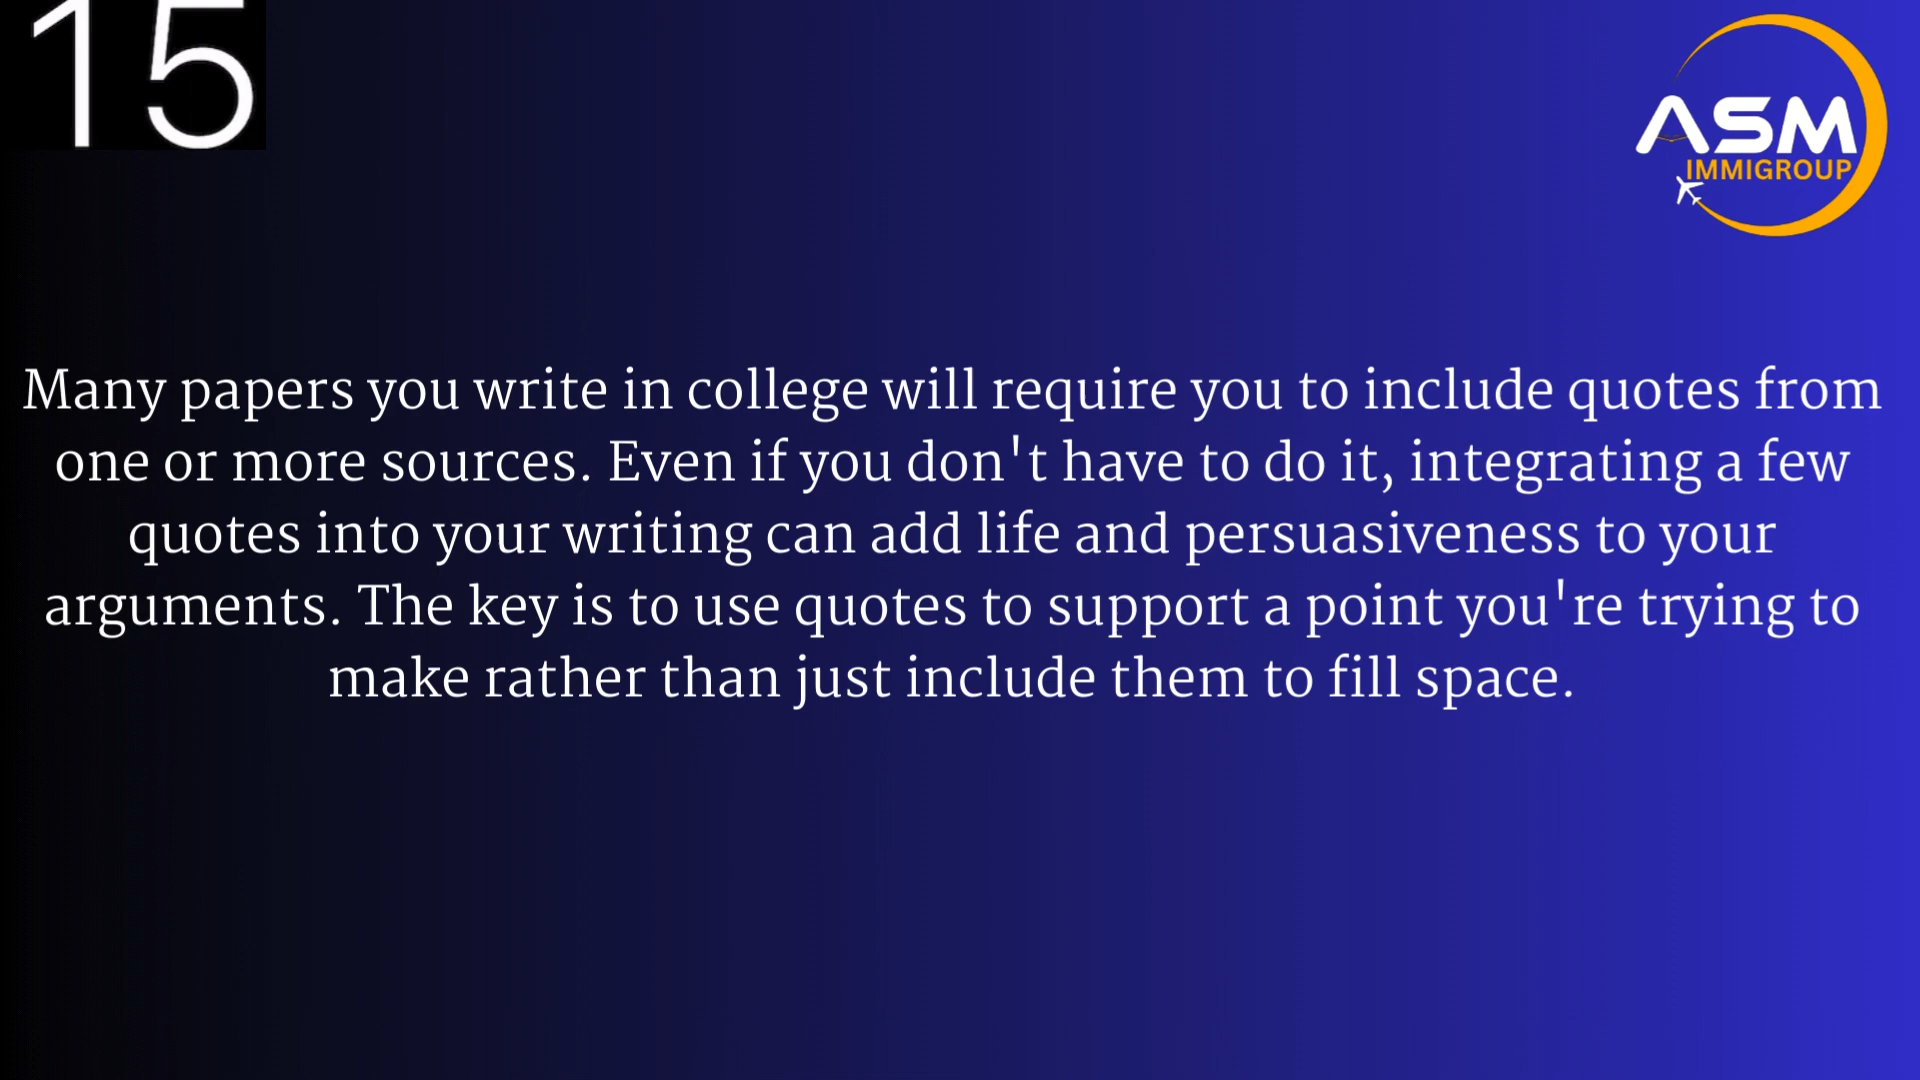 15
ASM
IMMIGROUP
Many papers you write in college will require you to include quotes from
one or more sources. Even if you don't have to do it, integrating a few
quotes into your writing can add life and persuasiveness to your
arguments. The key is to use quotes to support a point you're trying to
make rather than just include them to fill space.